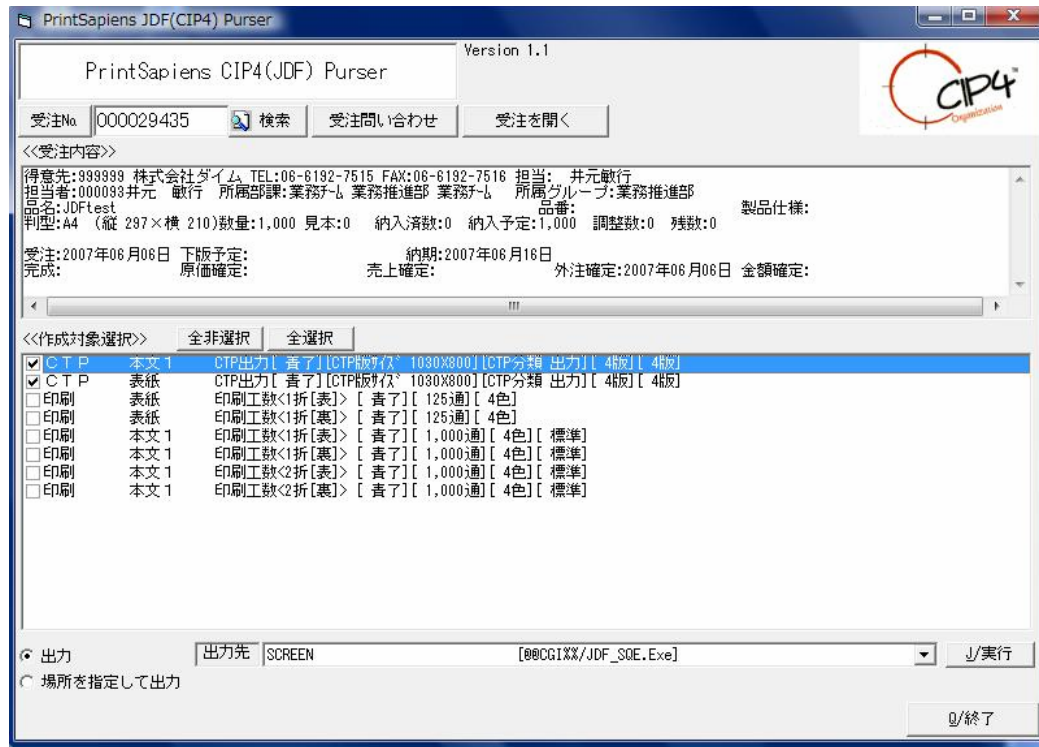 PrintSapiens JDF(CIP4) Purser
PrintSapiens CIP4(JDF) Purser
Version 1.1
CIP4™
Organization
受注No. 000029435 検索 受注問い合わせ 受注を開く
<<受注内容>>
得意先:999999 株式会社ダイム TEL:06-6192-7515 FAX:06-6192-7516 担当: 井元敏行
担当者:000093井元 敏行 所属部課:業務ﾁｰﾑ 業務推進部 業務ﾁｰﾑ 所属グループ:業務推進部
品名:JDFtest 品番: 製品仕様:
判型:A4 (縦 297×横 210)数量:1,000 見本:0 納入済数:0 納入予定:1,000 調整数:0 残数:0
受注:2007年06月06日 下版予定: 納期:2007年06月16日
完成: 原価確定: 売上確定: 外注確定:2007年06月06日 金額確定:
<<作成対象選択>> 全非選択 全選択
ＣＴＰ 本文１ CTP出力[ 責了][CTP版ｻｲｽﾞ 1030X800][CTP分類 出力][ 4版][ 4版]
ＣＴＰ 表紙 CTP出力[ 責了][CTP版ｻｲｽﾞ 1030X800][CTP分類 出力][ 4版][ 4版]
印刷 表紙 印刷工数<1折[表]> [ 責了][ 125通][ 4色]
印刷 表紙 印刷工数<1折[裏]> [ 責了][ 125通][ 4色]
印刷 本文１ 印刷工数<1折[表]> [ 責了][ 1,000通][ 4色][ 標準]
印刷 本文１ 印刷工数<1折[裏]> [ 責了][ 1,000通][ 4色][ 標準]
印刷 本文１ 印刷工数<2折[表]> [ 責了][ 1,000通][ 4色][ 標準]
印刷 本文１ 印刷工数<2折[裏]> [ 責了][ 1,000通][ 4色][ 標準]
出力 出力先 SCREEN [@@CGI%%/JDF_SQE.Exe] J/実行
場所を指定して出力
Q/終了